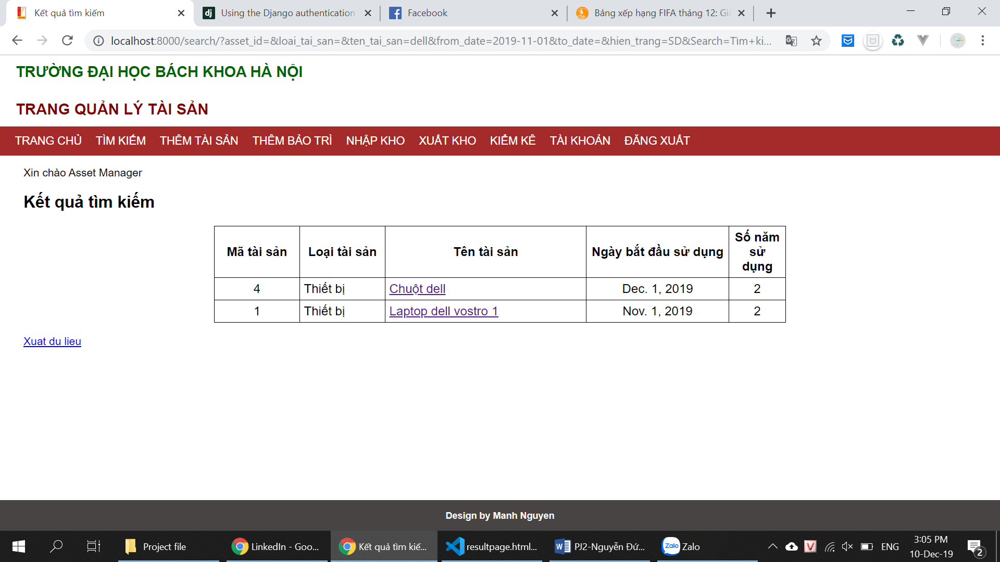 Kết quả tìm kiếm
Using the Django authentication
Facebook
Bảng xếp hạng FIFA tháng 12:
localhost:8000/search/?asset_id=&loai_tai_san=&ten_tai_san=dell&from_date=2019-11-01&to_date=&hien_trang=SD&Search=Tìm+ki...
TRƯỜNG ĐẠI HỌC BÁCH KHOA HÀ NỘI
TRANG QUẢN LÝ TÀI SẢN
TRANG CHỦ TÌM KIẾM THÊM TÀI SẢN THÊM BẢO TRÌ NHẬP KHO XUẤT KHO KIỂM KÊ TÀI KHOẢN ĐĂNG XUẤT
Xin chào Asset Manager
Kết quả tìm kiếm
Mã tài sản Loại tài sản Tên tài sản Ngày bắt đầu sử dụng Số năm
sử
dụng
4 Thiết bị Chuột dell Dec. 1, 2019 2
1 Thiết bị Laptop dell vostro 1 Nov. 1, 2019 2
Xuat du lieu
Design by Manh Nguyen
Project file
LinkedIn - Goo...
Kết quả tìm kiế...
resultpage.html...
PJ2-Nguyễn Đứ...
Zalo
ENG
3:05 PM
10-Dec-19
2